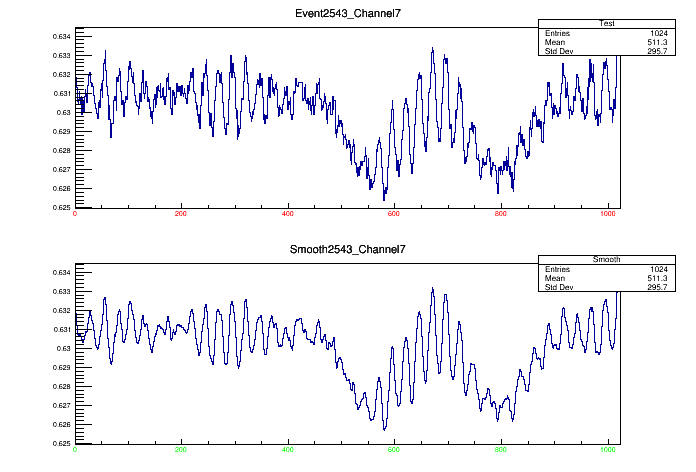 Event2543_Channel7
Test
Entries 1024
Mean 511.3
Std Dev 295.7
0.634
0.633
0.632
0.631
0.63
0.629
0.628
0.627
0.626
0.625
0 200 400 600 800 1000
Smooth2543_Channel7
Smooth
Entries 1024
Mean 511.3
Std Dev 295.7
0.634
0.633
0.632
0.631
0.63
0.629
0.628
0.627
0.626
0.625
0 200 400 600 800 1000